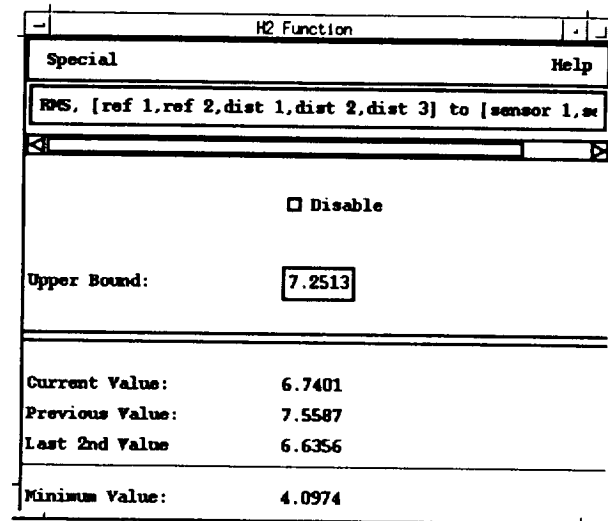 H2 Function
Special Help
RMS, [ref 1,ref 2,dist 1,dist 2,dist 3] to [sensor 1,se
Disable
Upper Bound: 7.2513
Current Value: 6.7401
Previous Value: 7.5587
Last 2nd Value 6.6356
Minimum Value: 4.0974